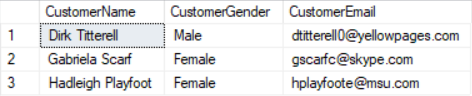 CustomerName CustomerGender CustomerEmail
1 Dirk Titterell Male dtitterell0@yellowpages.com
2 Gabriela Scarf Female gscarfc@skype.com
3 Hadleigh Playfoot Female hplayfoote@msu.com